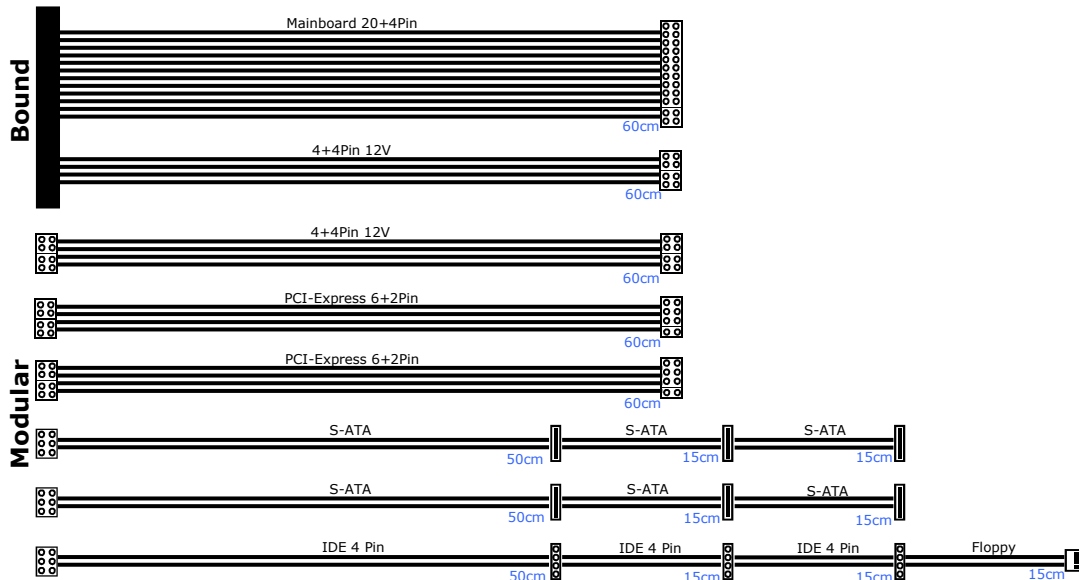 Bound
Mainboard 20+4Pin
60cm
4+4Pin 12V
60cm
Modular
4+4Pin 12V
60cm
PCI-Express 6+2Pin
60cm
PCI-Express 6+2Pin
60cm
S-ATA S-ATA S-ATA
50cm 15cm 15cm
S-ATA S-ATA S-ATA
50cm 15cm 15cm
IDE 4 Pin IDE 4 Pin IDE 4 Pin Floppy
50cm 15cm 15cm 15cm